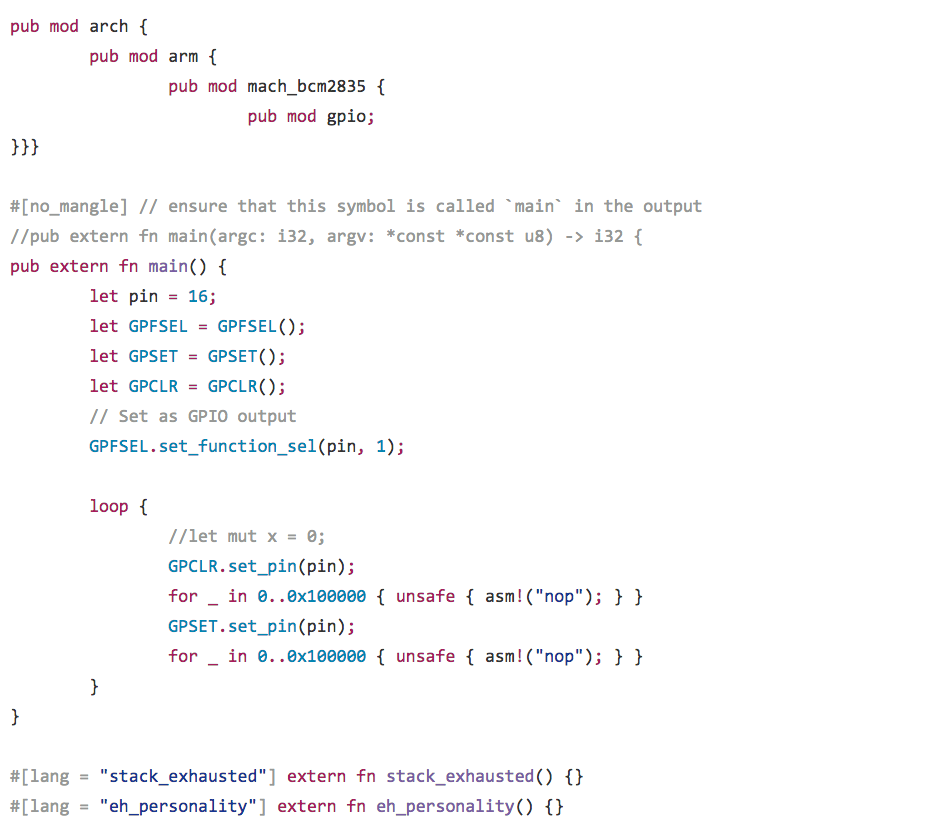 pub mod arch {
        pub mod arm {
                pub mod mach_bcm2835 {
                        pub mod gpio;
}}}

#[no_mangle] // ensure that this symbol is called `main` in the output
//pub extern fn main(argc: i32, argv: *const *const u8) -> i32 {
pub extern fn main() {
        let pin = 16;
        let GPFSEL = GPFSEL();
        let GPSET = GPSET();
        let GPCLR = GPCLR();
        // Set as GPIO output
        GPFSEL.set_function_sel(pin, 1);

        loop {
                //let mut x = 0;
                GPCLR.set_pin(pin);
                for _ in 0..0x100000 { unsafe { asm!("nop"); } }
                GPSET.set_pin(pin);
                for _ in 0..0x100000 { unsafe { asm!("nop"); } }
        }
}

#[lang = "stack_exhausted"] extern fn stack_exhausted() {}
#[lang = "eh_personality"] extern fn eh_personality() {}